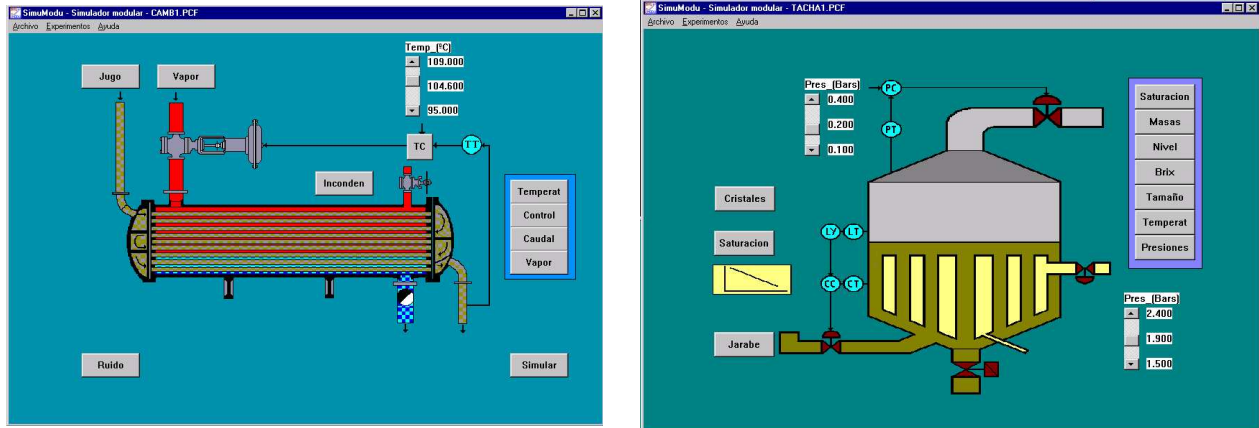 SimuModu - Simulador modular - CAMB1.PCF
Archivo Experimentos Ayuda
Temp_(ºC)
109.000
104.600
95.000
Jugo
Vapor
TC
TT
Inconden
Temperat
Control
Caudal
Vapor
Ruido
Simular
SimuModu - Simulador modular - TACHA1.PCF
Archivo Experimentos Ayuda
Pres_(Bars)
0.400
0.200
0.100
PC
PT
Saturacion
Masas
Nivel
Brix
Tamaño
Temperat
Presiones
Cristales
Saturacion
LY
LT
CC
CT
Jarabe
Pres_(Bars)
2.400
1.900
1.500